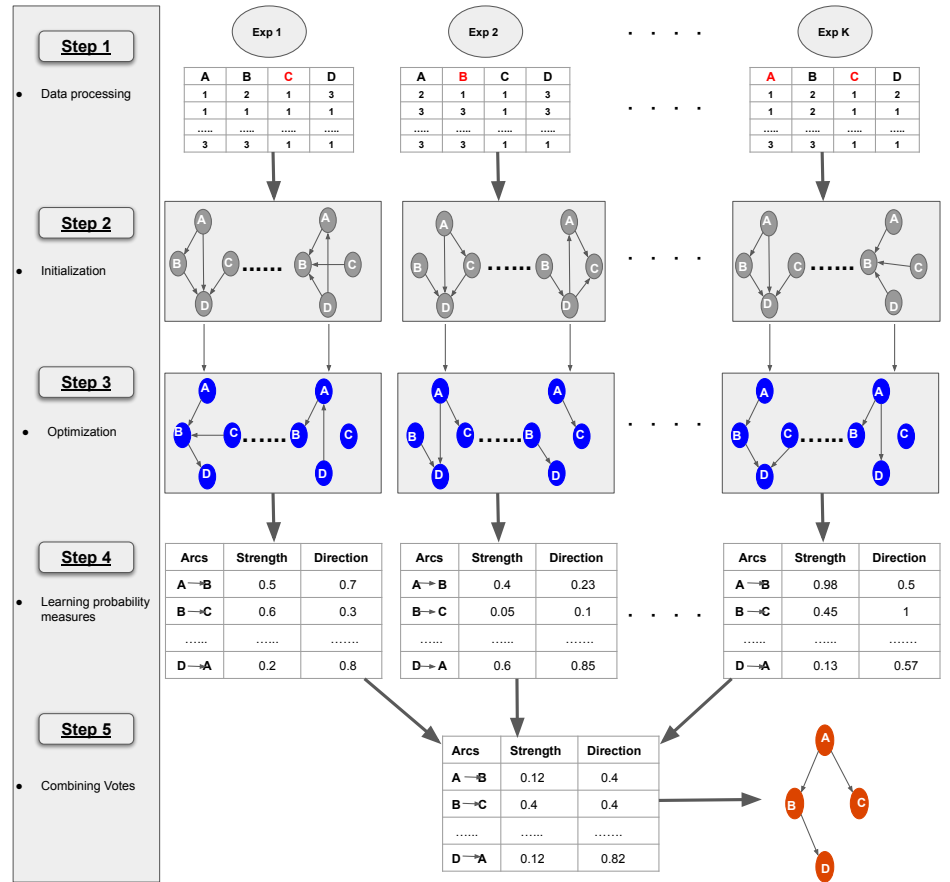 Step 1
● Data processing
Exp 1
Exp 2
. . . .
Exp K
A B C D
1 2 1 3
1 1 1 1
.....
.....
.....
.....
3 3 1 1
A B C D
2 1 1 3
3 3 1 3
.....
.....
.....
.....
3 3 1 1
. . . .
A B C D
1 2 1 2
1 2 1 1
.....
.....
.....
.....
3 3 1 1
Step 2
● Initialization
A
B C
D
......
A
B C
D
A
B C
D
......
A
B C
D
. . . .
A
B C
D
......
A
B C
D
Step 3
● Optimization
A
B C
D
......
A
B C
D
A
B C
D
......
A
B C
D
. . . .
A
B C
D
......
A
B C
D
Step 4
● Learning probability
measures
Arcs Strength Direction
A→B 0.5 0.7
B→C 0.6 0.3
...... ...... .......
D→A 0.2 0.8
Arcs Strength Direction
A→B 0.4 0.23
B→C 0.05 0.1
...... ...... .......
D→A 0.6 0.85
. . . .
Arcs Strength Direction
A→B 0.98 0.5
B→C 0.45 1
...... ...... .......
D→A 0.13 0.57
Step 5
● Combining Votes
Arcs Strength Direction
A→B 0.12 0.4
B→C 0.4 0.4
...... ...... .......
D→A 0.12 0.82
A
B C
D